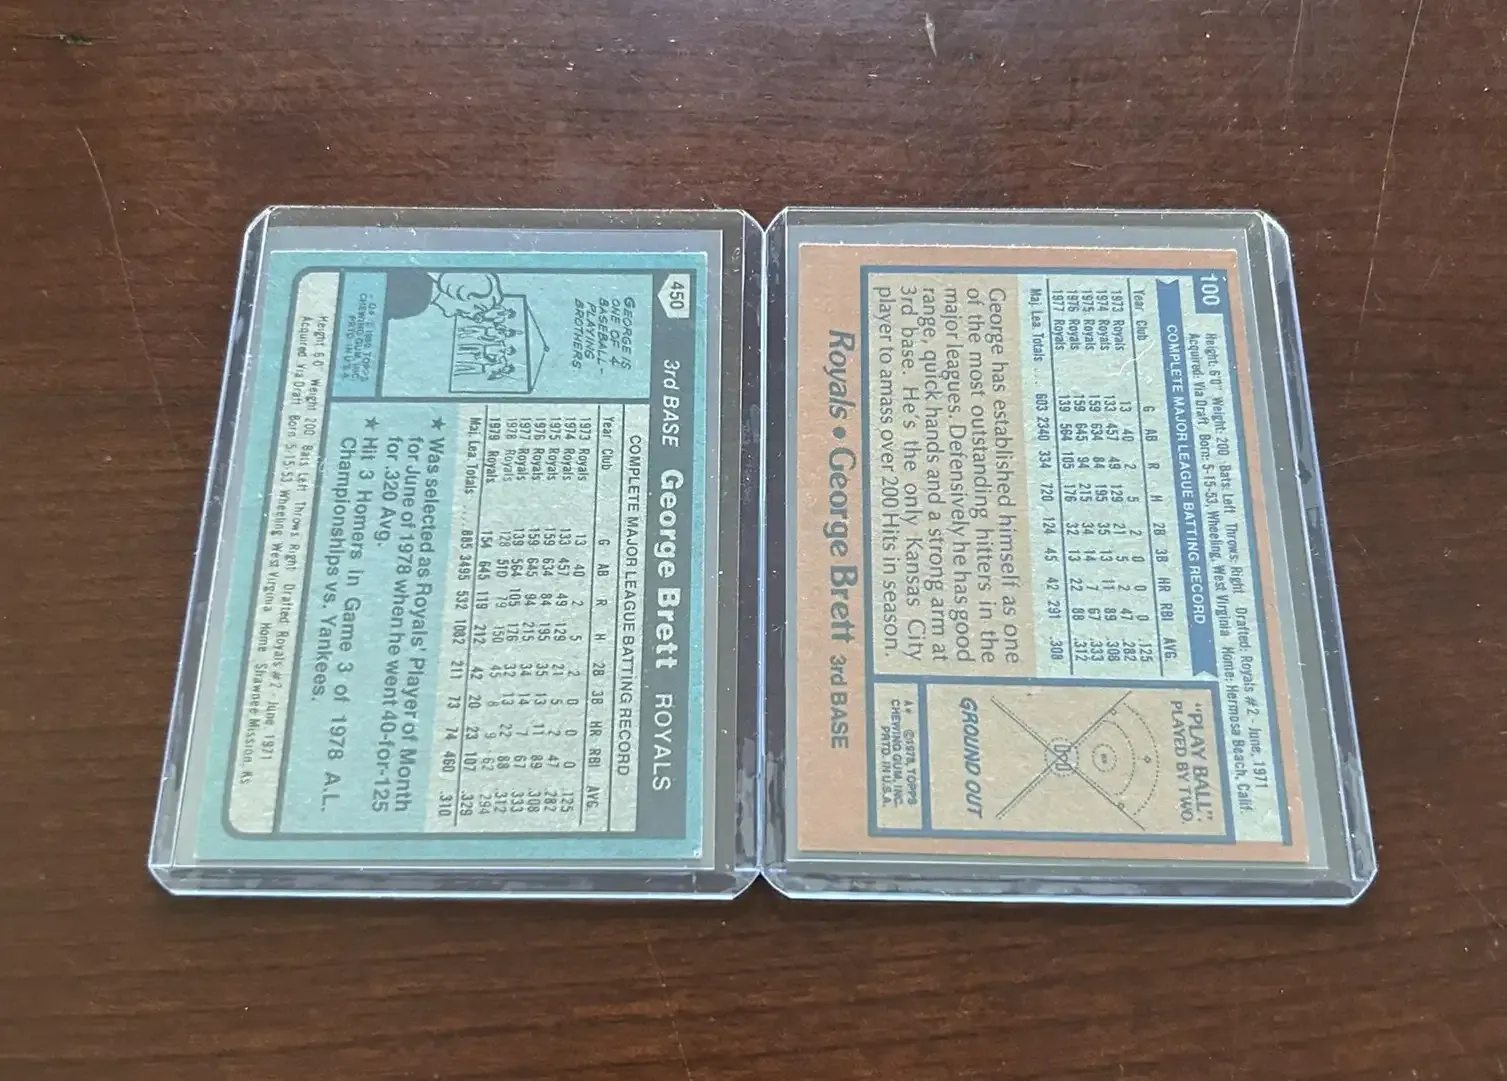 450
3rd BASE George Brett ROYALS
COMPLETE MAJOR LEAGUE BATTING RECORD
Year Club G AB R H 2B 3B HR RBI AVG.
1973 Royals 13 40 2 5 2 0 0 0 .125
1974 Royals 133 457 49 129 21 5 2 47 .282
1975 Royals 159 634 84 195 35 13 11 89 .308
1976 Royals 159 645 94 215 34 14 7 67 .333
1977 Royals 139 564 105 176 32 13 22 88 .312
1978 Royals 128 510 79 150 45 8 9 62 .294
1979 Royals 154 645 119 212 42 20 23 107 .329
Maj. Lea. Totals ... 885 3495 532 1082 211 73 74 460 .310
★ Was selected as Royals' Player of Month
for June of 1978 when he went 40-for-125
for .320 Avg.
★ Hit 3 Homers in Game 3 of 1978 A.L.
Championships vs. Yankees.
GEORGE IS
ONE OF 4
BASEBALL-
PLAYING
BROTHERS
© 1980 TOPPS
CHEWING GUM, INC.
PRTD. IN U.S.A.
Height 6'0" Weight 200 Bats Left Throws Right Drafted Royals #2 - June, 1971
Acquired Via Draft Born 5/15/53, Wheeling, West Virginia Home Shawnee Mission, Ks
100
Height: 6'0" Weight: 200 Bats: Left Throws: Right Drafted: Royals #2 - June, 1971
Acquired: Via Draft Born: 5-15-53, Wheeling, West Virginia Home: Hermosa Beach, Calif.
COMPLETE MAJOR LEAGUE BATTING RECORD
Year Club G AB R H 2B 3B HR RBI AVG.
1973 Royals 13 40 2 5 2 0 0 0 .125
1974 Royals 133 457 49 129 21 5 2 47 .282
1975 Royals 159 634 84 195 35 13 11 89 .308
1976 Royals 159 645 94 215 34 14 7 67 .333
1977 Royals 139 564 105 176 32 13 22 88 .312
Maj. Lea. Totals ... 603 2340 334 720 124 45 42 291 .308
George has established himself as one
of the most outstanding hitters in the
major leagues. Defensively he has good
range, quick hands and a strong arm at
3rd base. He's the only Kansas City
player to amass over 200 Hits in season.
"PLAY BALL"
PLAYED BY TWO.
GROUND OUT
A* ©1978, TOPPS
CHEWING GUM, INC.
PRTD. IN U.S.A.
Royals • George Brett 3rd BASE